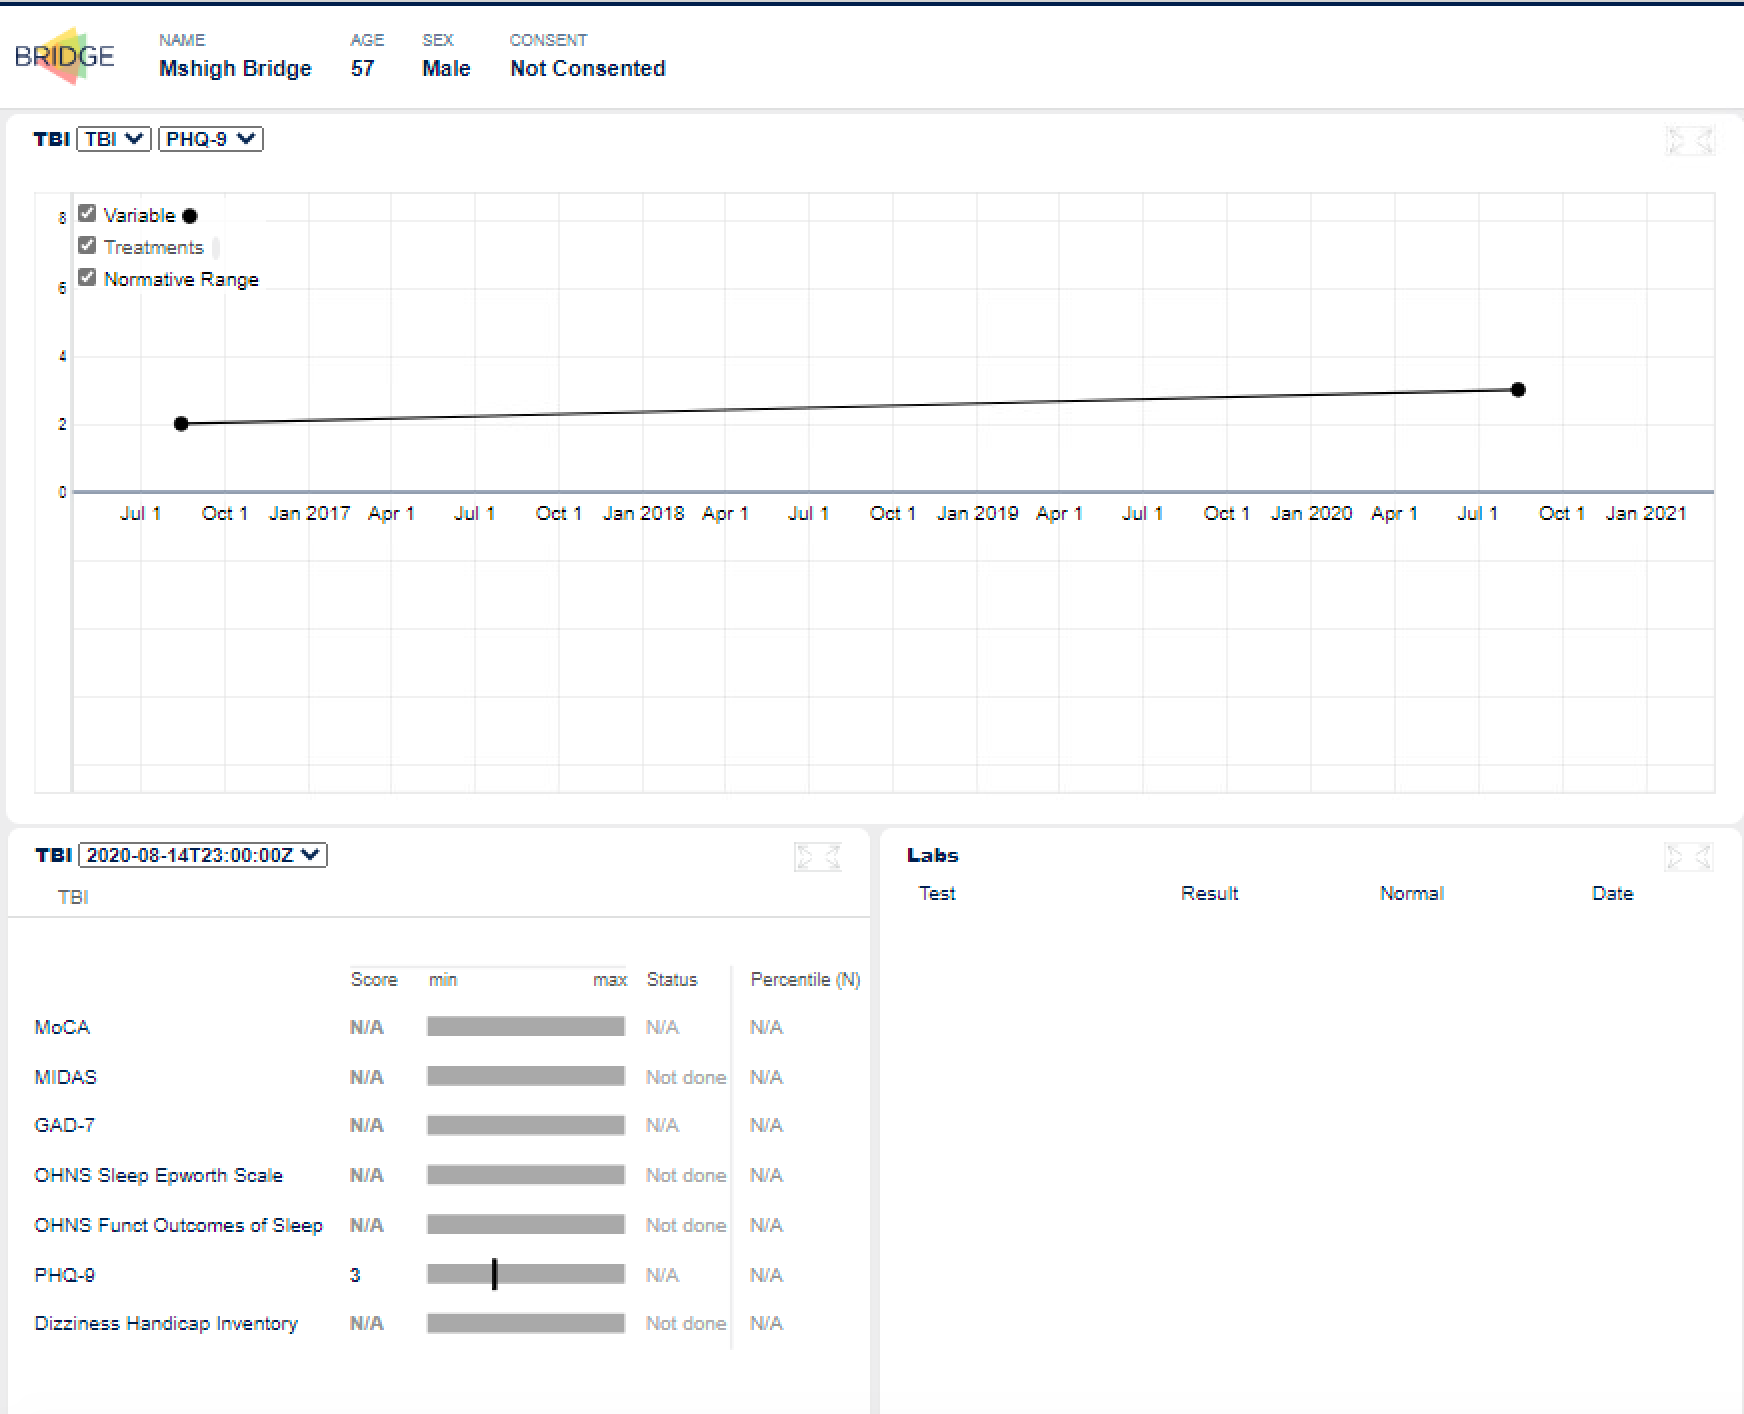 BRIDGE
NAME AGE SEX CONSENT
Mshigh Bridge 57 Male Not Consented
TBI TBI PHQ-9
8
Variable
Treatments
6
Normative Range
4
2
0
Jul 1 Oct 1 Jan 2017 Apr 1 Jul 1 Oct 1 Jan 2018 Apr 1 Jul 1 Oct 1 Jan 2019 Apr 1 Jul 1 Oct 1 Jan 2020 Apr 1 Jul 1 Oct 1 Jan 2021
TBI 2020-08-14T23:00:00Z
TBI
Score min max Status Percentile (N)
MoCA N/A N/A N/A
MIDAS N/A Not done N/A
GAD-7 N/A N/A N/A
OHNS Sleep Epworth Scale N/A Not done N/A
OHNS Funct Outcomes of Sleep N/A Not done N/A
PHQ-9 3 N/A N/A
Dizziness Handicap Inventory N/A Not done N/A
Labs
Test Result Normal Date